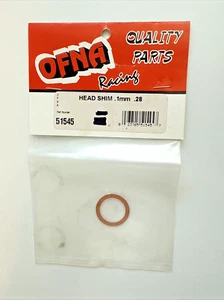 OFNA
Racing
QUALITY
PARTS
HEAD SHIM .1mm .28
51545